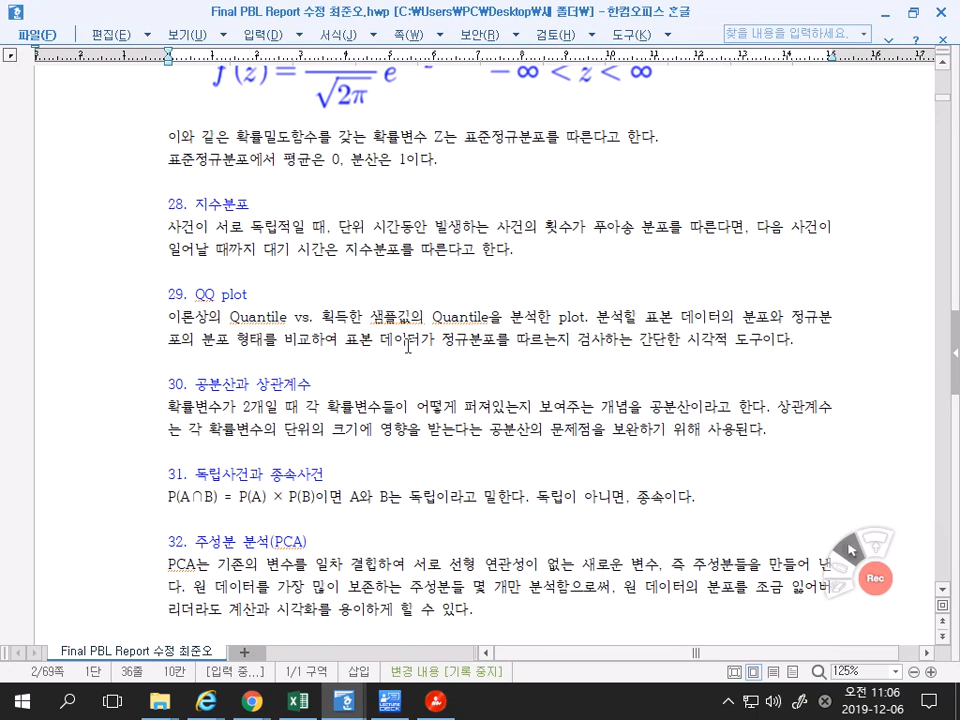 Final PBL Report 수정 최준오.hwp [C:₩Users₩PC₩Desktop₩새 폴더₩] - 한컴오피스 한글
파일(F) 편집(E) 보기(U) 입력(D) 서식(J) 쪽(W) 보안(R) 검토(H) 도구(K) 찾을 내용을 입력하세요.
1 2 3 4 5 6 7 8 9 10 11 12 13 14 15 16 17
f(z) = √2π e - ∞ < z < ∞
이와 같은 확률밀도함수를 갖는 확률변수 Z는 표준정규분포를 따른다고 한다.
표준정규분포에서 평균은 0, 분산은 1이다.
28. 지수분포
사건이 서로 독립적일 때, 단위 시간동안 발생하는 사건의 횟수가 푸아송 분포를 따른다면, 다음 사건이
일어날 때까지 대기 시간은 지수분포를 따른다고 한다.
29. QQ plot
이론상의 Quantile vs. 획득한 샘플값의 Quantile을 분석한 plot. 분석할 표본 데이터의 분포와 정규분
포의 분포 형태를 비교하여 표본 데이터가 정규분포를 따르는지 검사하는 간단한 시각적 도구이다.
30. 공분산과 상관계수
확률변수가 2개일 때 각 확률변수들이 어떻게 퍼져있는지 보여주는 개념을 공분산이라고 한다. 상관계수
는 각 확률변수의 단위의 크기에 영향을 받는다는 공분산의 문제점을 보완하기 위해 사용된다.
31. 독립사건과 종속사건
P(A∩B) = P(A) × P(B)이면 A와 B는 독립이라고 말한다. 독립이 아니면, 종속이다.
32. 주성분 분석(PCA)
PCA는 기존의 변수를 일차 결합하여 서로 선형 연관성이 없는 새로운 변수, 즉 주성분들을 만들어 낸
다. 원 데이터를 가장 많이 보존하는 주성분들 몇 개만 분석함으로써, 원 데이터의 분포를 조금 잃어버
리더라도 계산과 시각화를 용이하게 할 수 있다.
Rec
Final PBL Report 수정 최준오
2/69쪽 1단 36줄 10칸 [입력 중...] 1/1 구역 삽입 변경 내용 [기록 중지] 125%
LECTURE DECK
오전 11:06
2019-12-06